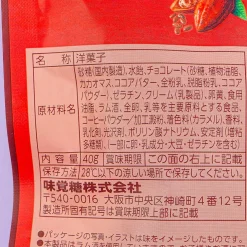 名 称 洋菓子
原材料名 砂糖(国内製造)、水飴、チョコレート(砂糖、植物油脂、
カカオマス、ココアバター、全粉乳、脱脂粉乳、ココア
パウダー)、ゼラチン、クリーム(乳製品)、寒天、食用
油脂、ラム酒、全卵、乳等を主要原料とする食品、
コーヒーパウダー/加工澱粉、着色料(カラメル)、香料、
乳化剤、光沢剤、ポリリン酸ナトリウム、安定剤(増粘
多糖類)、(一部に卵・乳成分・大豆・ゼラチンを含む)
内容量 40g 賞味期限 この面の右上に記載
保存方法 28℃以下の涼しい場所で保存してください。
味覚糖株式会社
〒540-0016 大阪市中央区神崎町4番12号
製造所固有記号は賞味期限上部に記載
●パッケージの写真・イラストは味をイメージしたものです。